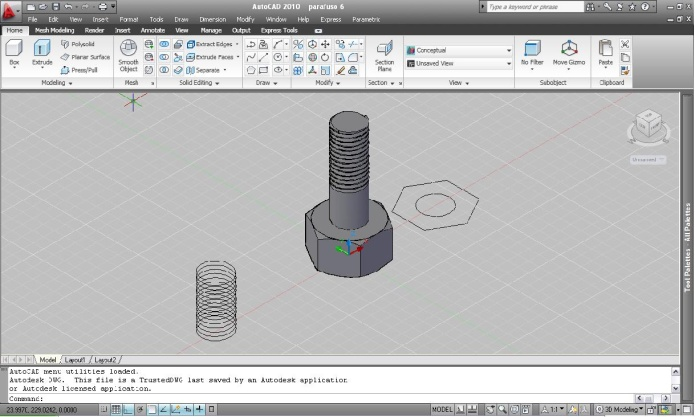 AutoCAD 2010 para/use 6
Type a keyword or phrase
File Edit View Insert Format Tools Draw Dimension Modify Window Help Express Parametric
Home Mesh Modeling Render Insert Annotate View Manage Output Express Tools
Box
Extrude
Polysolid
Planar Surface
Press/Pull
Smooth Object
Extract Edges
Extrude Faces
Separate
Section Plane
Conceptual
Unsaved View
No Filter
Move Gizmo
Paste
Modeling
Mesh
Solid Editing
Draw
Modify
Section
View
Subobject
Clipboard
Unnamed
Tool Palettes - All Palettes
Model Layout1 Layout2
AutoCAD menu utilities loaded.
Autodesk DWG. This file is a TrustedDWG last saved by an Autodesk application
or Autodesk licensed application.
Command:
23.9970, 229.0242, 0.0000
MODEL
1:1
3D Modeling